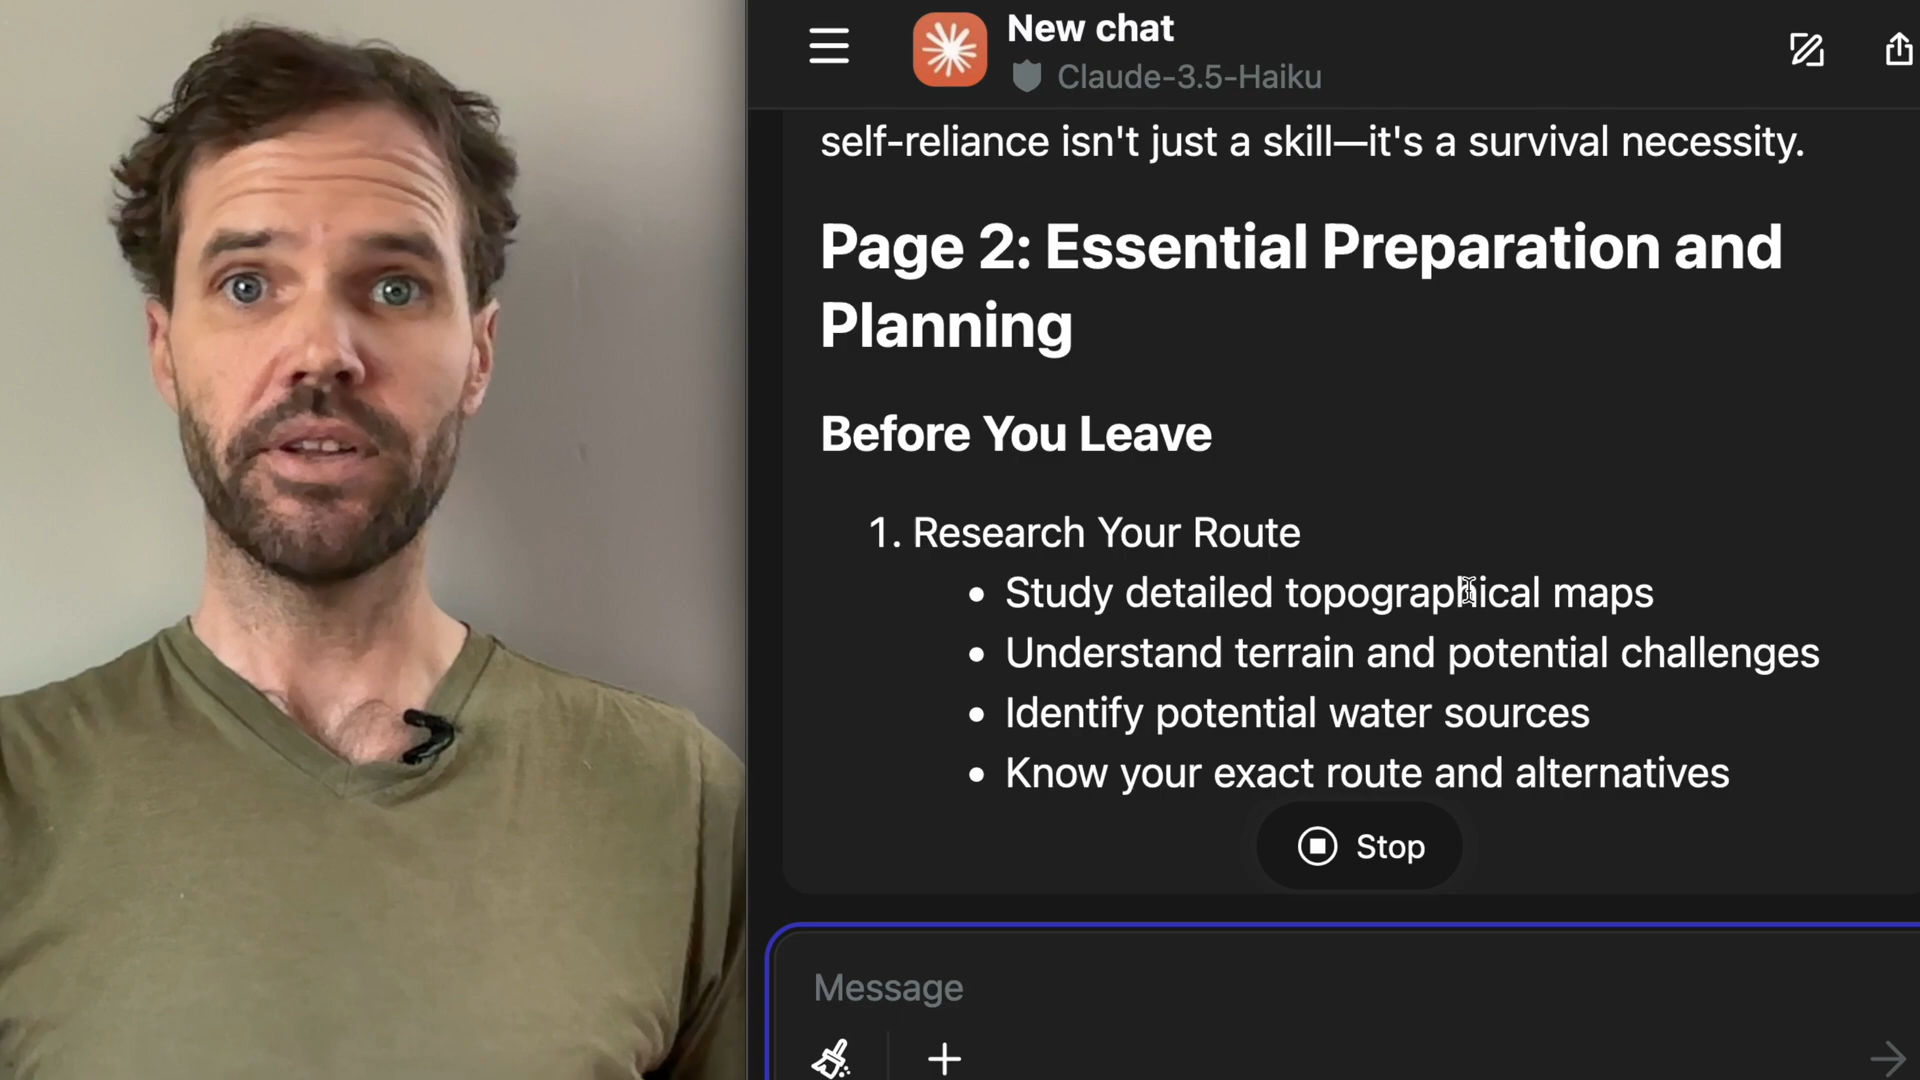 New chat
Claude-3.5-Haiku
self-reliance isn't just a skill—it's a survival necessity.
Page 2: Essential Preparation and
Planning
Before You Leave
1. Research Your Route
• Study detailed topographical maps
• Understand terrain and potential challenges
• Identify potential water sources
• Know your exact route and alternatives
Stop
Message